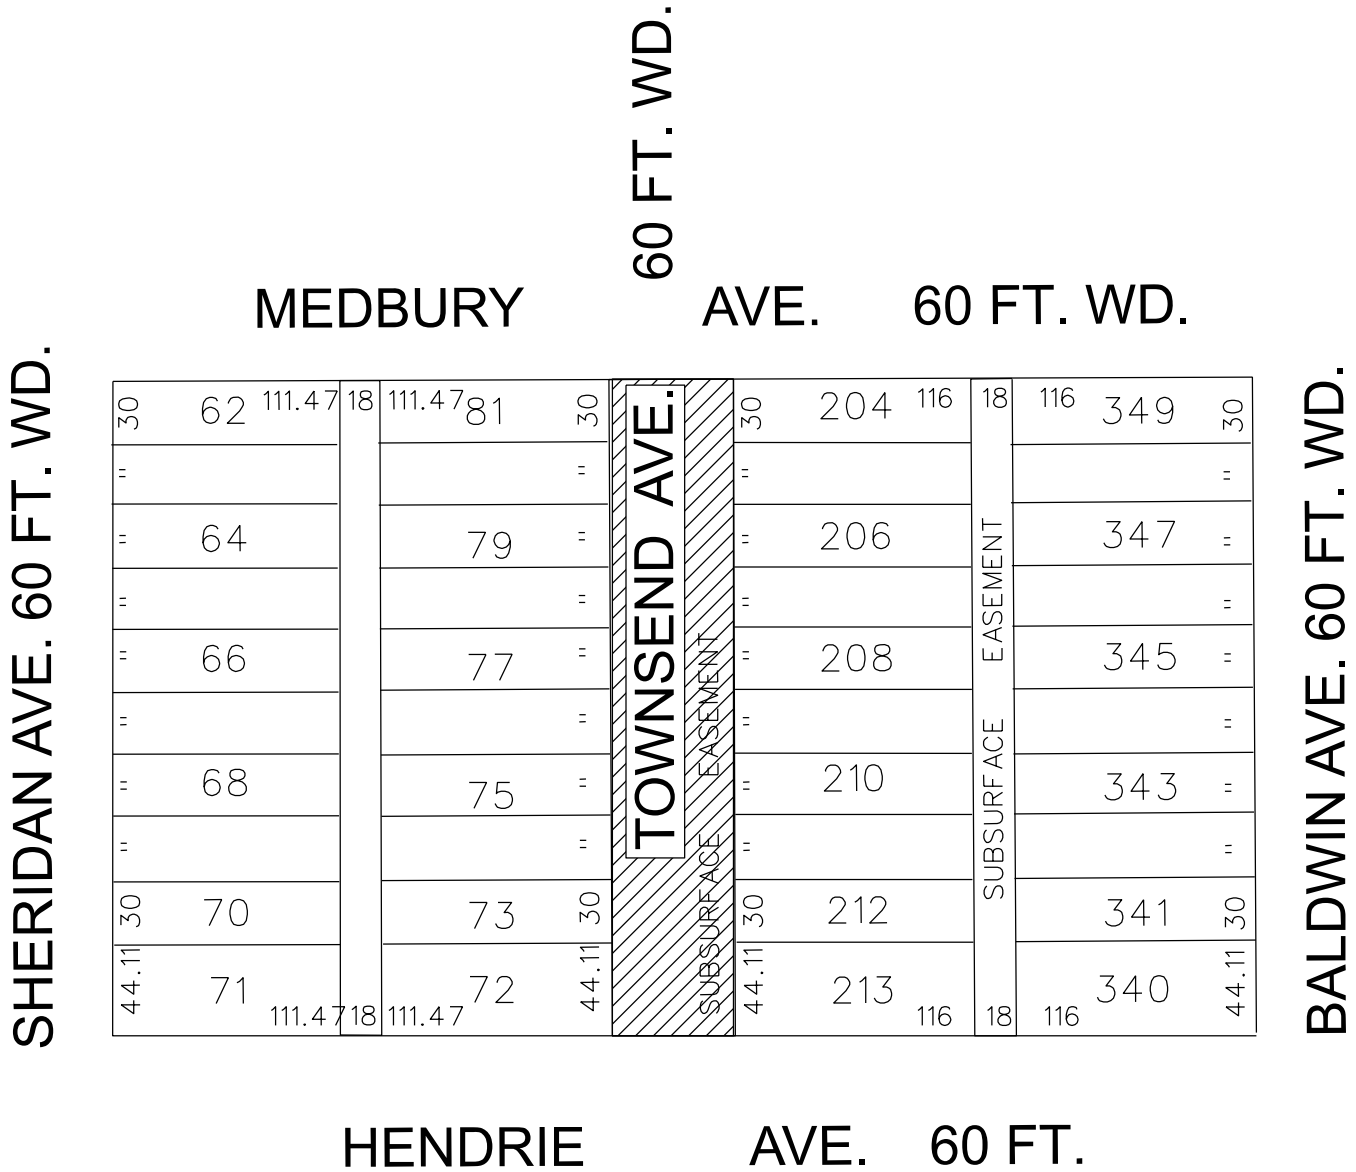 60 FT. WD.
MEDBURY AVE. 60 FT. WD.
SHERIDAN AVE. 60 FT. WD.
BALDWIN AVE. 60 FT. WD.
TOWNSEND AVE.
SUBSURFACE EASEMENT
SUBSURFACE EASEMENT
30 62 111.47 18 111.47 81 30 30 204 116 18 116 349 30
" " " "
" 64 79 " " 206 347 "
" " " "
" 66 77 " " 208 345 "
" " " "
" 68 75 " " 210 343 "
" " " "
30 70 73 30 30 212 341 30
44.11 71 72 44.11 44.11 213 340 44.11
111.47 18 111.47 116 18 116
HENDRIE AVE. 60 FT.